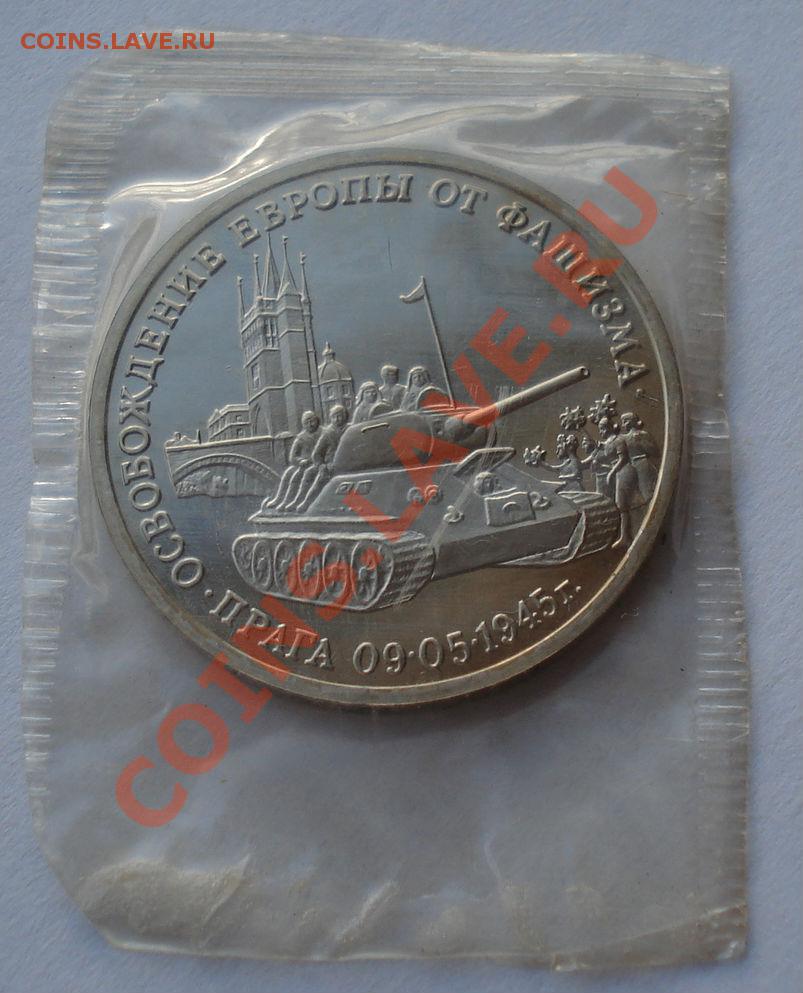 COINS.LAVE.RU
ОСВОБОЖДЕНИЕ ЕВРОПЫ ОТ ФАШИЗМА
· ПРАГА 09·05·1945г.
COINS.LAVE.RU